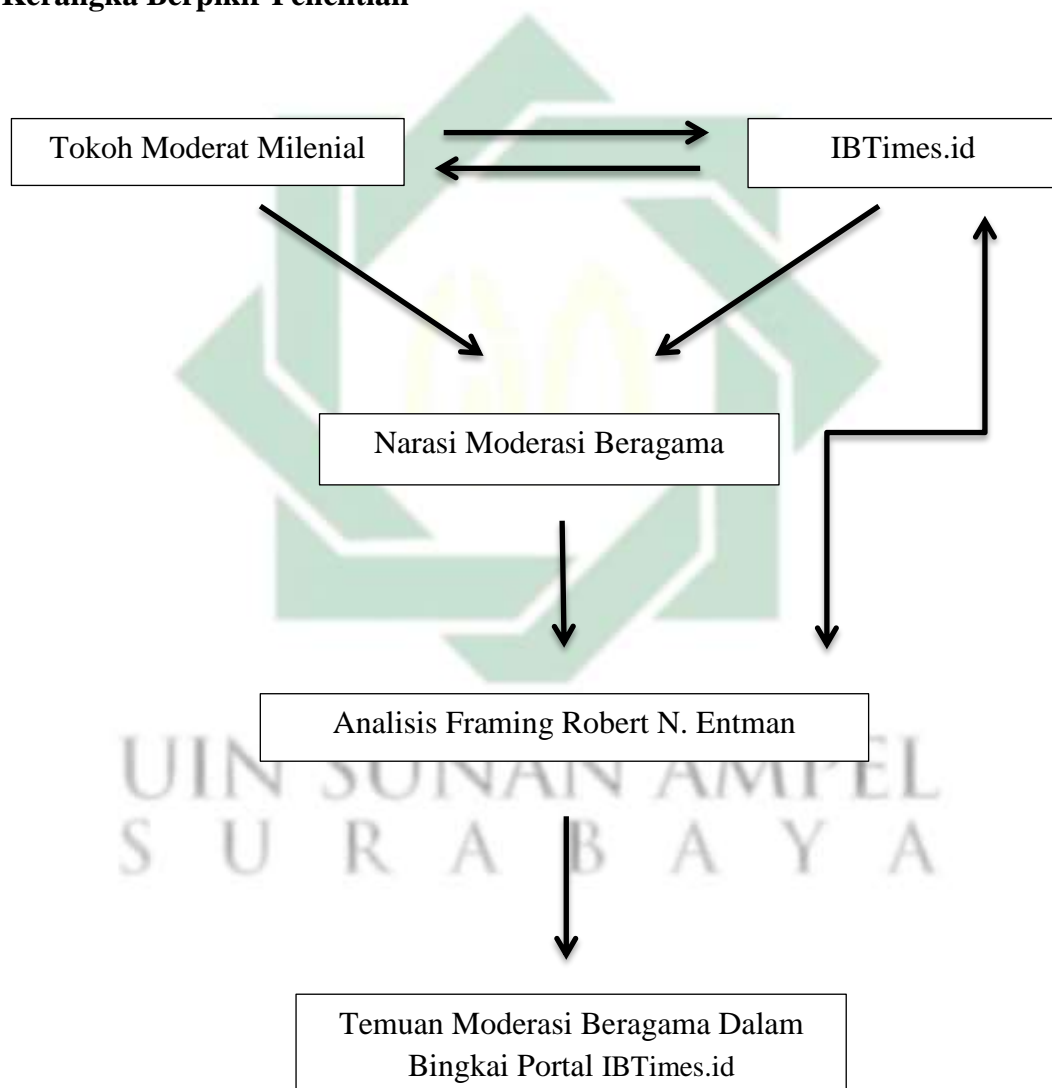 Kerangka Berpikir Penelitian
Tokoh Moderat Milenial
IBTimes.id
Narasi Moderasi Beragama
Analisis Framing Robert N. Entman
UIN SUNAN AMPEL
S U R A B A Y A
Temuan Moderasi Beragama Dalam
Bingkai Portal IBTimes.id